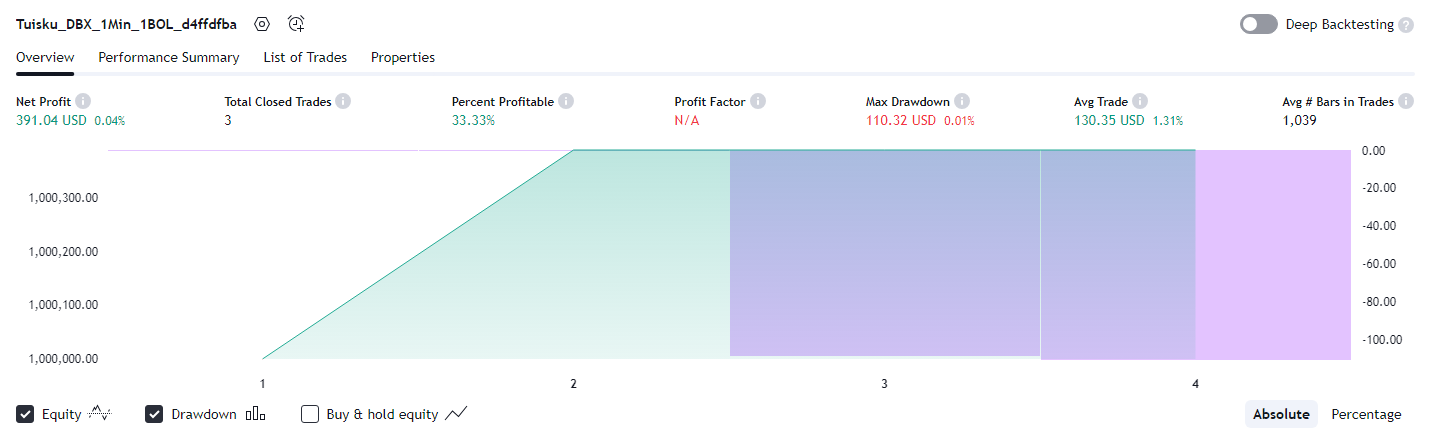 Tuisku_DBX_1Min_1BOL_d4ffdfba
Deep Backtesting ?
Overview Performance Summary List of Trades Properties
Net Profit i Total Closed Trades i Percent Profitable i Profit Factor i Max Drawdown i Avg Trade i Avg # Bars in Trades i
391.04 USD 0.04% 3 33.33% N/A 110.32 USD 0.01% 130.35 USD 1.31% 1,039
0.00
1,000,300.00 -20.00
-40.00
1,000,200.00 -60.00
1,000,100.00 -80.00
-100.00
1,000,000.00
1 2 3 4
Equity Drawdown Buy & hold equity Absolute Percentage